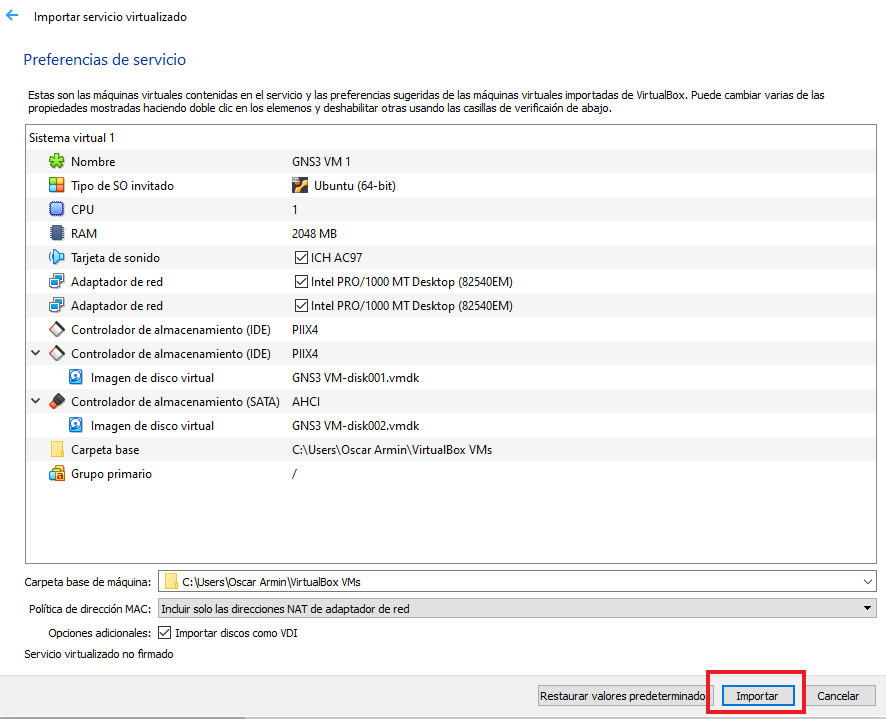 Importar servicio virtualizado
Preferencias de servicio
Estas son las máquinas virtuales contenidas en el servicio y las preferencias sugeridas de las máquinas virtuales importadas de VirtualBox. Puede cambiar varias de las
propiedades mostradas haciendo doble clic en los elemenos y deshabilitar otras usando las casillas de verificaión de abajo.
Sistema virtual 1
Nombre GNS3 VM 1
Tipo de SO invitado Ubuntu (64-bit)
CPU 1
RAM 2048 MB
Tarjeta de sonido ICH AC97
Adaptador de red Intel PRO/1000 MT Desktop (82540EM)
Adaptador de red Intel PRO/1000 MT Desktop (82540EM)
Controlador de almacenamiento (IDE) PIIX4
Controlador de almacenamiento (IDE) PIIX4
Imagen de disco virtual GNS3 VM-disk001.vmdk
Controlador de almacenamiento (SATA) AHCI
Imagen de disco virtual GNS3 VM-disk002.vmdk
Carpeta base C:\Users\Oscar Armin\VirtualBox VMs
Grupo primario /
Carpeta base de máquina: C:\Users\Oscar Armin\VirtualBox VMs
Política de dirección MAC: Incluir solo las direcciones NAT de adaptador de red
Opciones adicionales: Importar discos como VDI
Servicio virtualizado no firmado
Restaurar valores predeterminado Importar Cancelar